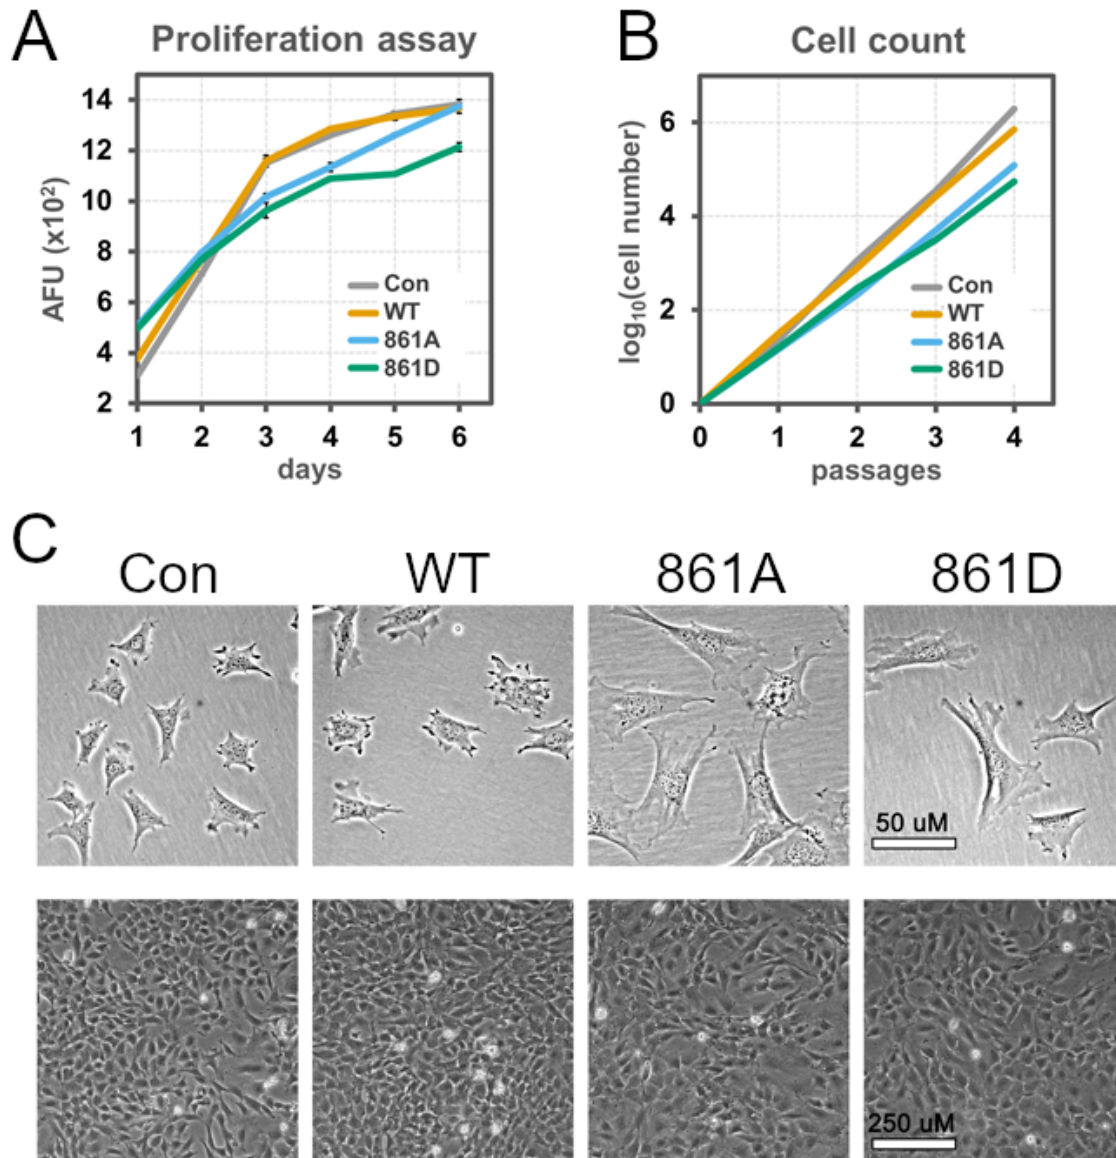 A
Proliferation assay
14
12
10
8
6
4
2
AFU (x10²)
1 2 3 4 5 6
days
Con
WT
861A
861D
B
Cell count
6
4
2
0
log₁₀(cell number)
0 1 2 3 4
passages
Con
WT
861A
861D
C
Con WT 861A 861D
50 uM
250 uM